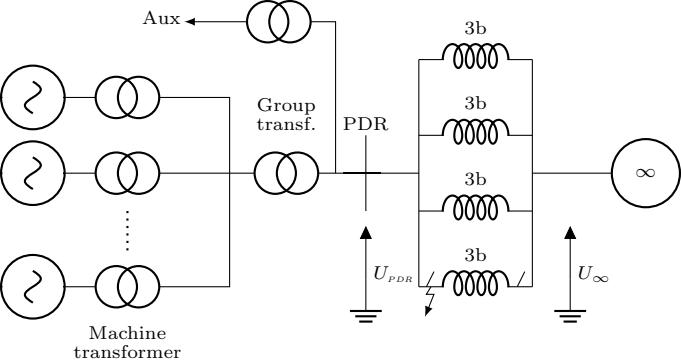 Aux
3b
Group
transf.
PDR
3b
3b
∞
3b
U_PDR
U_∞
Machine
transformer